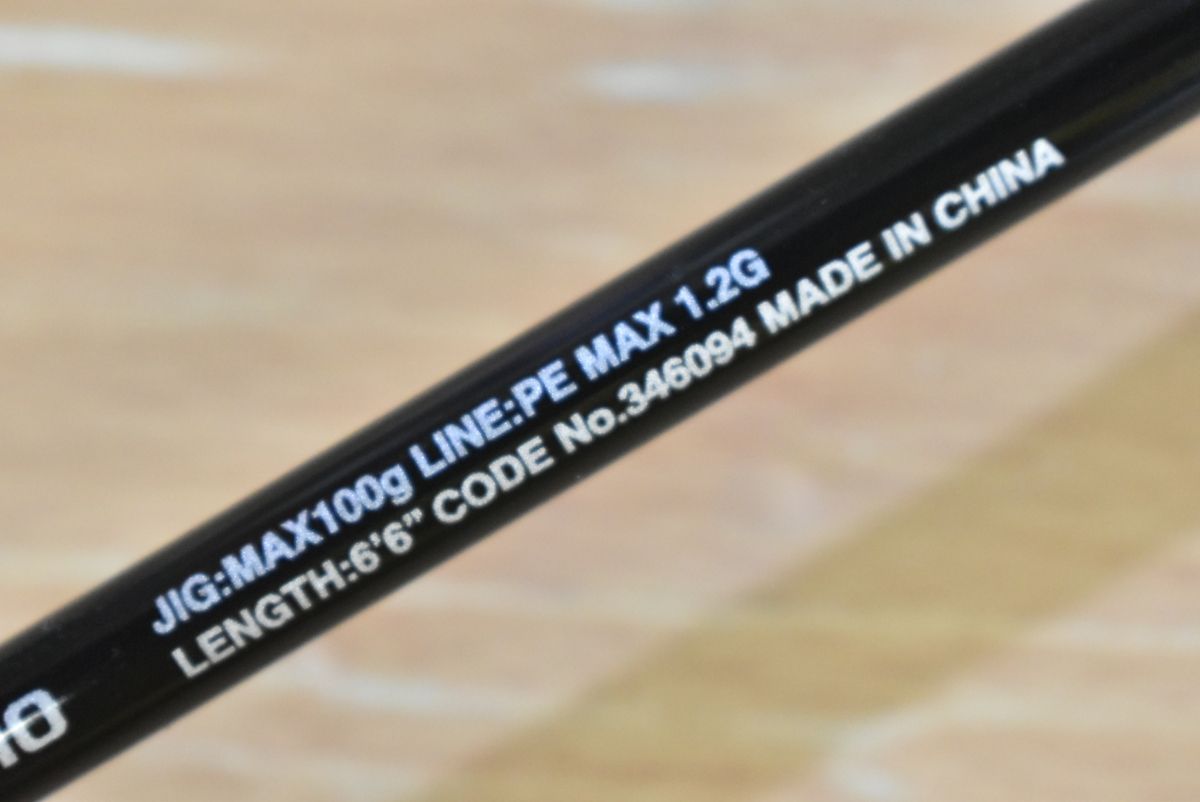 JIG:MAX100g LINE:PE MAX 1.2G
LENGTH:6'6” CODE No.346094 MADE IN CHINA